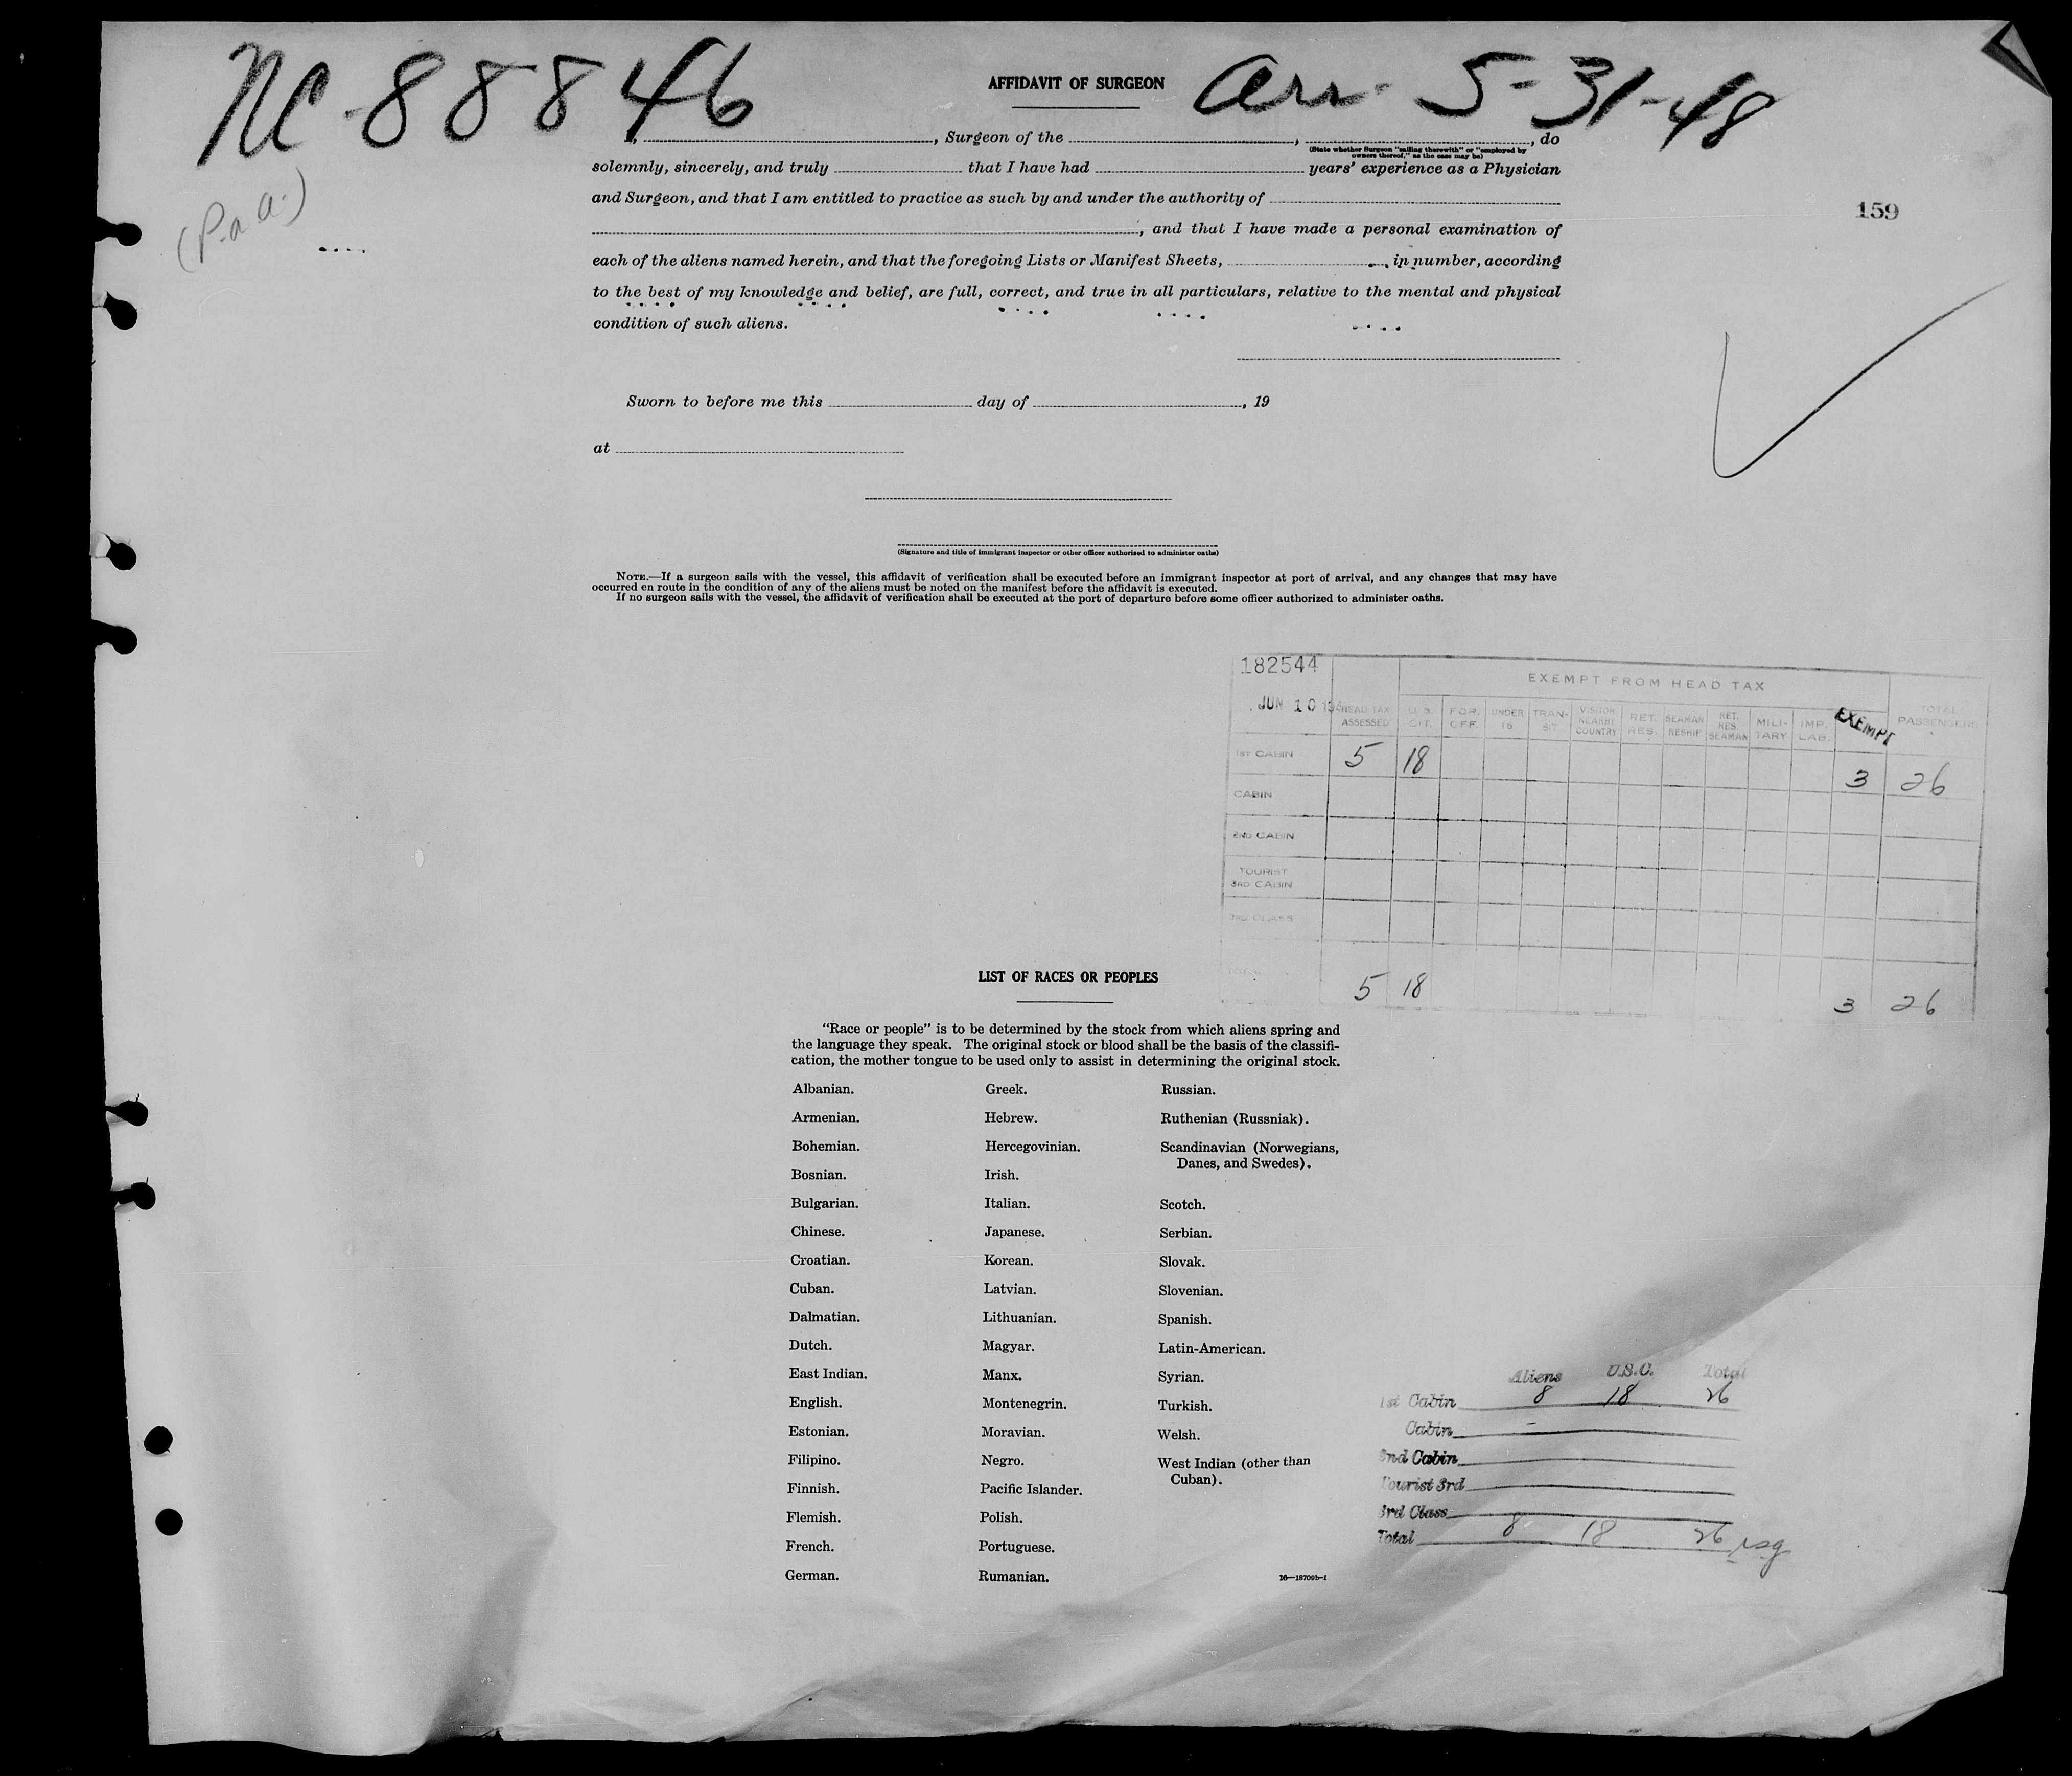 NC-88846
AFFIDAVIT OF SURGEON
Arr. 5-31-48
(P.a.a.)
I, , Surgeon of the , , do
(State whether Surgeon "sailing therewith" or "employed by
owners thereof," as the case may be)
solemnly, sincerely, and truly that I have had years' experience as a Physician
and Surgeon, and that I am entitled to practice as such by and under the authority of
159
, and that I have made a personal examination of
each of the aliens named herein, and that the foregoing Lists or Manifest Sheets, , in number, according
to the best of my knowledge and belief, are full, correct, and true in all particulars, relative to the mental and physical
condition of such aliens.
Sworn to before me this day of , 19
at
(Signature and title of immigrant inspector or other officer authorized to administer oaths)
NOTE.—If a surgeon sails with the vessel, this affidavit of verification shall be executed before an immigrant inspector at port of arrival, and any changes that may have
occurred en route in the condition of any of the aliens must be noted on the manifest before the affidavit is executed.
If no surgeon sails with the vessel, the affidavit of verification shall be executed at the port of departure before some officer authorized to administer oaths.
182544
EXEMPT FROM HEAD TAX
JUN 10
HEAD TAX ASSESSED
U.S. CIT.
FOR. OFF.
UNDER 16
TRAN-SIT
VISITOR NEARBY COUNTRY
RET. RES.
SEAMAN RESHIP
RET. RES. SEAMAN
MILI-TARY
IMP. LAB.
EXEMPT
TOTAL PASSENGERS
1ST CABIN 5 18 3 26
CABIN
2ND CABIN
TOURIST
3RD CABIN
3RD CLASS
TOTAL 5 18 3 26
LIST OF RACES OR PEOPLES
"Race or people" is to be determined by the stock from which aliens spring and
the language they speak. The original stock or blood shall be the basis of the classifi-
cation, the mother tongue to be used only to assist in determining the original stock.
Albanian.
Armenian.
Bohemian.
Bosnian.
Bulgarian.
Chinese.
Croatian.
Cuban.
Dalmatian.
Dutch.
East Indian.
English.
Estonian.
Filipino.
Finnish.
Flemish.
French.
German.
Greek.
Hebrew.
Hercegovinian.
Irish.
Italian.
Japanese.
Korean.
Latvian.
Lithuanian.
Magyar.
Manx.
Montenegrin.
Moravian.
Negro.
Pacific Islander.
Polish.
Portuguese.
Rumanian.
Russian.
Ruthenian (Russniak).
Scandinavian (Norwegians,
Danes, and Swedes).
Scotch.
Serbian.
Slovak.
Slovenian.
Spanish.
Latin-American.
Syrian.
Turkish.
Welsh.
West Indian (other than
Cuban).
16—18709b-1
Aliens U.S.C. Total
1st Cabin 8 18 26
Cabin -
2nd Cabin
Tourist 3rd
3rd Class
Total 8 18 26